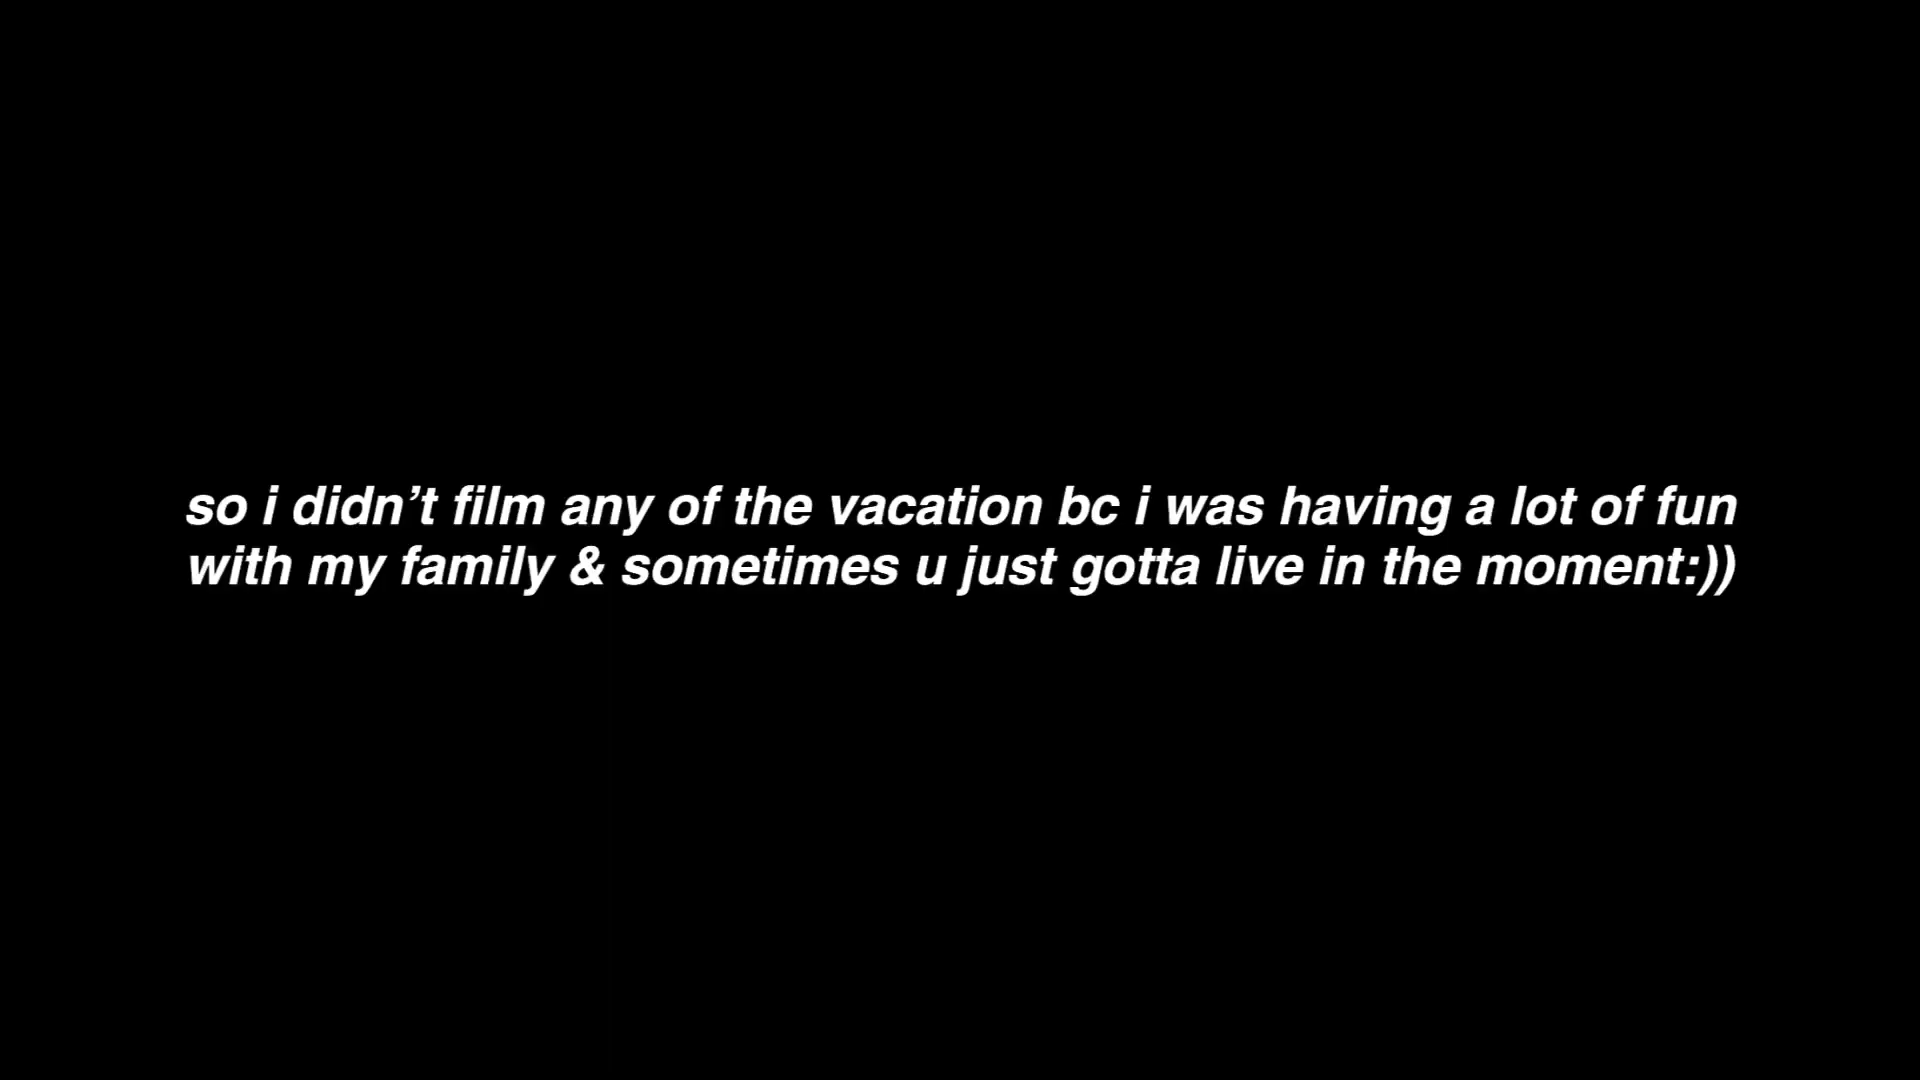 so i didn’t film any of the vacation bc i was having a lot of fun
with my family & sometimes u just gotta live in the moment:))